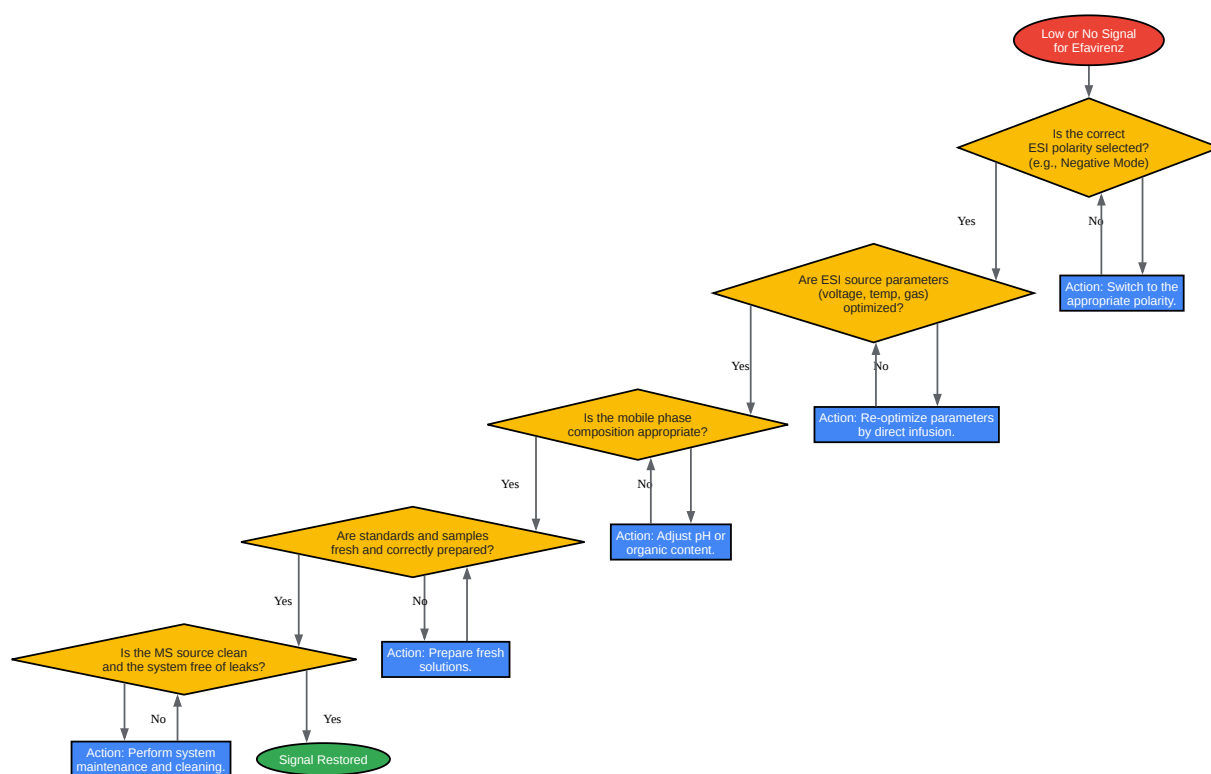 Low or No Signal
for Efavirenz
Is the correct
ESI polarity selected?
(e.g., Negative Mode)
Yes
No
Are ESI source parameters
(voltage, temp, gas)
optimized?
Action: Switch to the
appropriate polarity.
Yes
No
Is the mobile phase
composition appropriate?
Action: Re-optimize parameters
by direct infusion.
Yes
No
Are standards and samples
fresh and correctly prepared?
Action: Adjust pH or
organic content.
Yes
No
Is the MS source clean
and the system free of leaks?
Action: Prepare fresh
solutions.
No
Yes
Action: Perform system
maintenance and cleaning.
Signal Restored